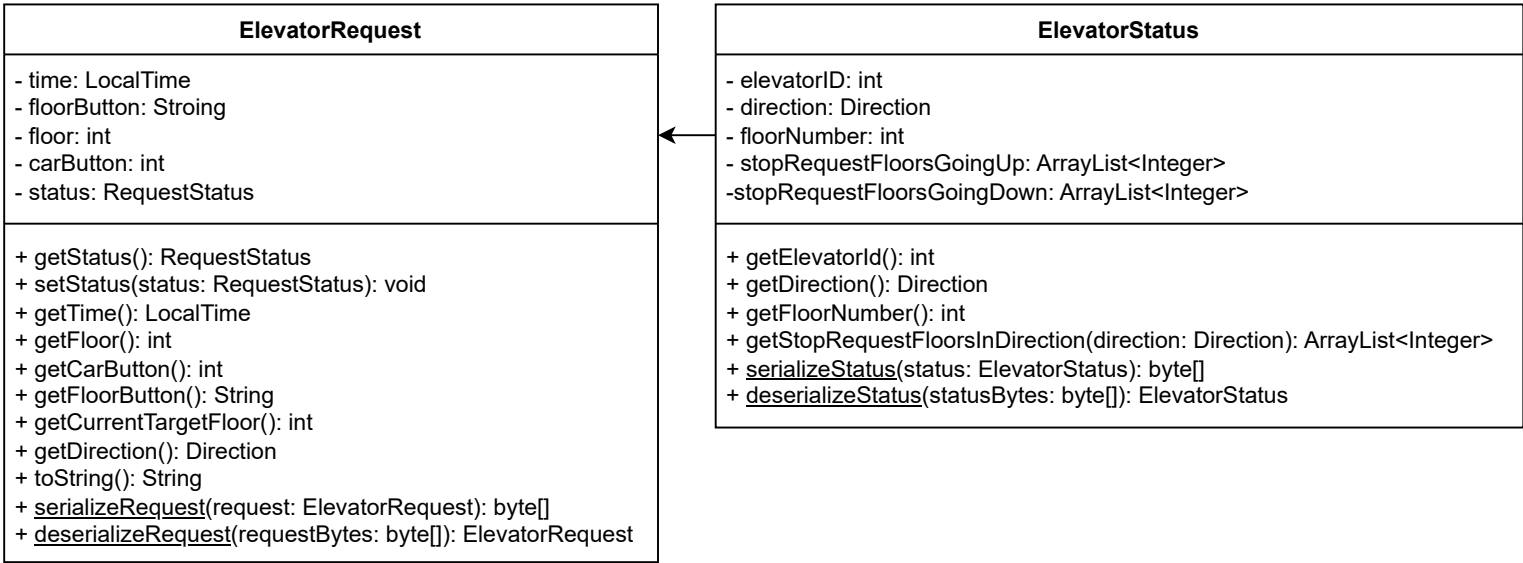 ElevatorRequest
- time: LocalTime
- floorButton: Stroing
- floor: int
- carButton: int
- status: RequestStatus
+ getStatus(): RequestStatus
+ setStatus(status: RequestStatus): void
+ getTime(): LocalTime
+ getFloor(): int
+ getCarButton(): int
+ getFloorButton(): String
+ getCurrentTargetFloor(): int
+ getDirection(): Direction
+ toString(): String
+ serializeRequest(request: ElevatorRequest): byte[]
+ deserializeRequest(requestBytes: byte[]): ElevatorRequest
ElevatorStatus
- elevatorID: int
- direction: Direction
- floorNumber: int
- stopRequestFloorsGoingUp: ArrayList<Integer>
-stopRequestFloorsGoingDown: ArrayList<Integer>
+ getElevatorId(): int
+ getDirection(): Direction
+ getFloorNumber(): int
+ getStopRequestFloorsInDirection(direction: Direction): ArrayList<Integer>
+ serializeStatus(status: ElevatorStatus): byte[]
+ deserializeStatus(statusBytes: byte[]): ElevatorStatus